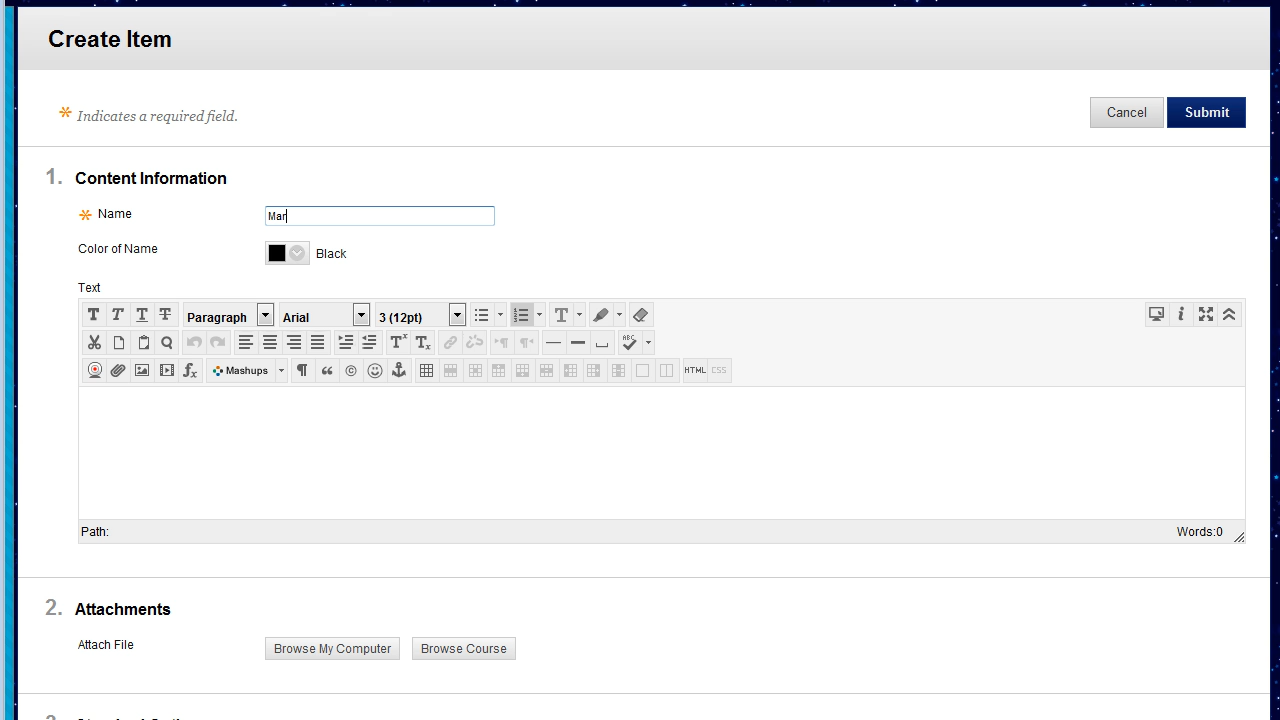 Create Item
Indicates a required field.
Cancel
Submit
1. Content Information
Name
Mar
Color of Name
Black
Text
Paragraph
Arial
3 (12pt)
Mashups
HTML
CSS
Path:
Words:0
2. Attachments
Attach File
Browse My Computer
Browse Course